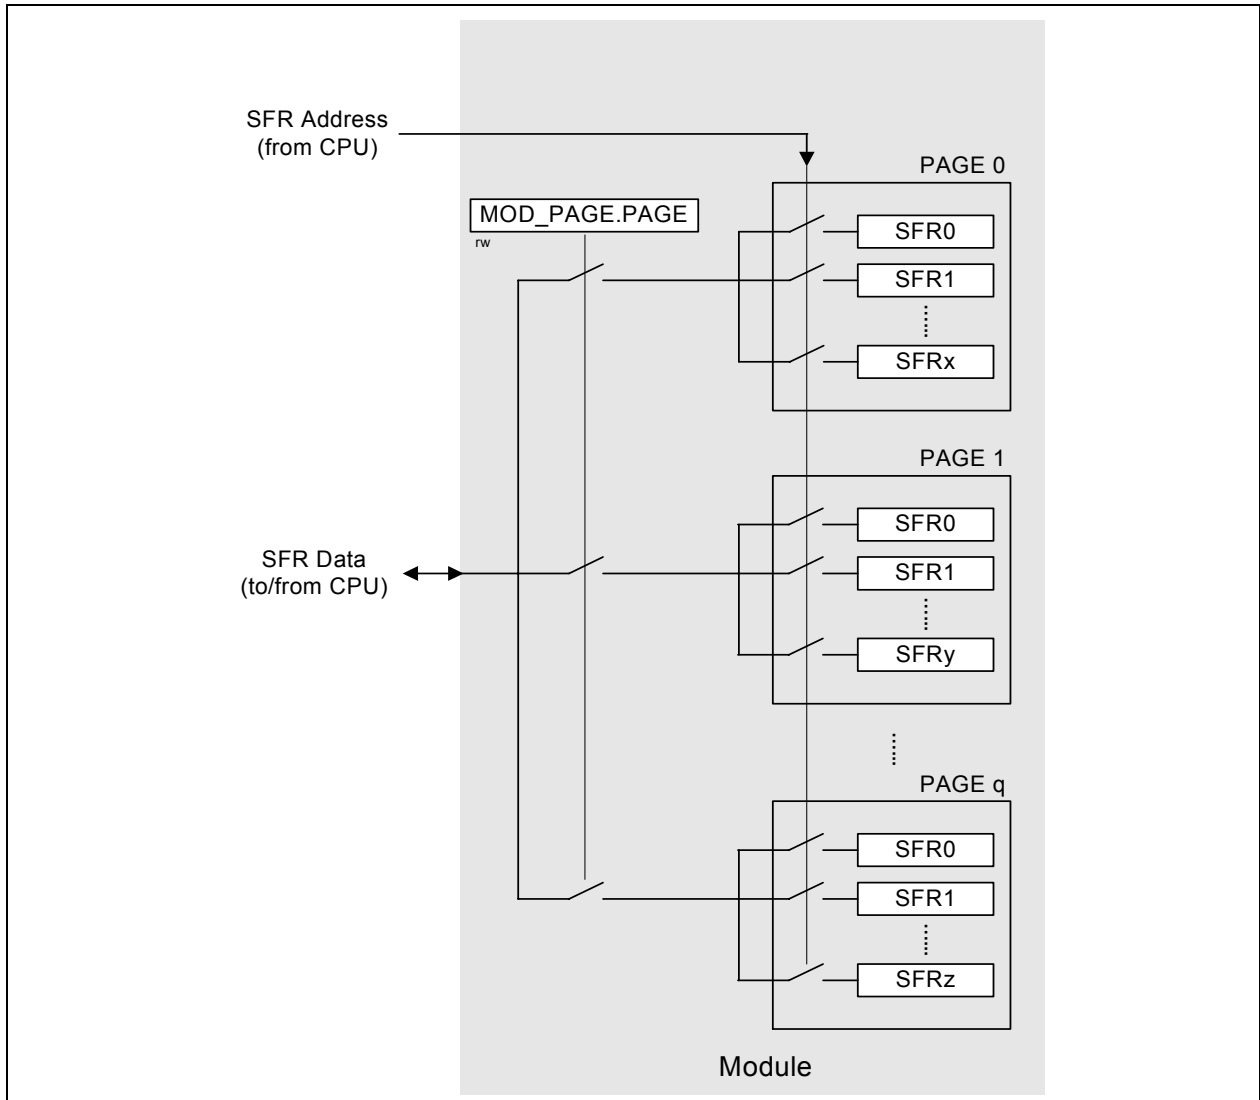 SFR Address
(from CPU)
PAGE 0
MOD_PAGE.PAGE
rw
SFR0
SFR1
SFRx
PAGE 1
SFR0
SFR1
SFRy
SFR Data
(to/from CPU)
PAGE q
SFR0
SFR1
SFRz
Module